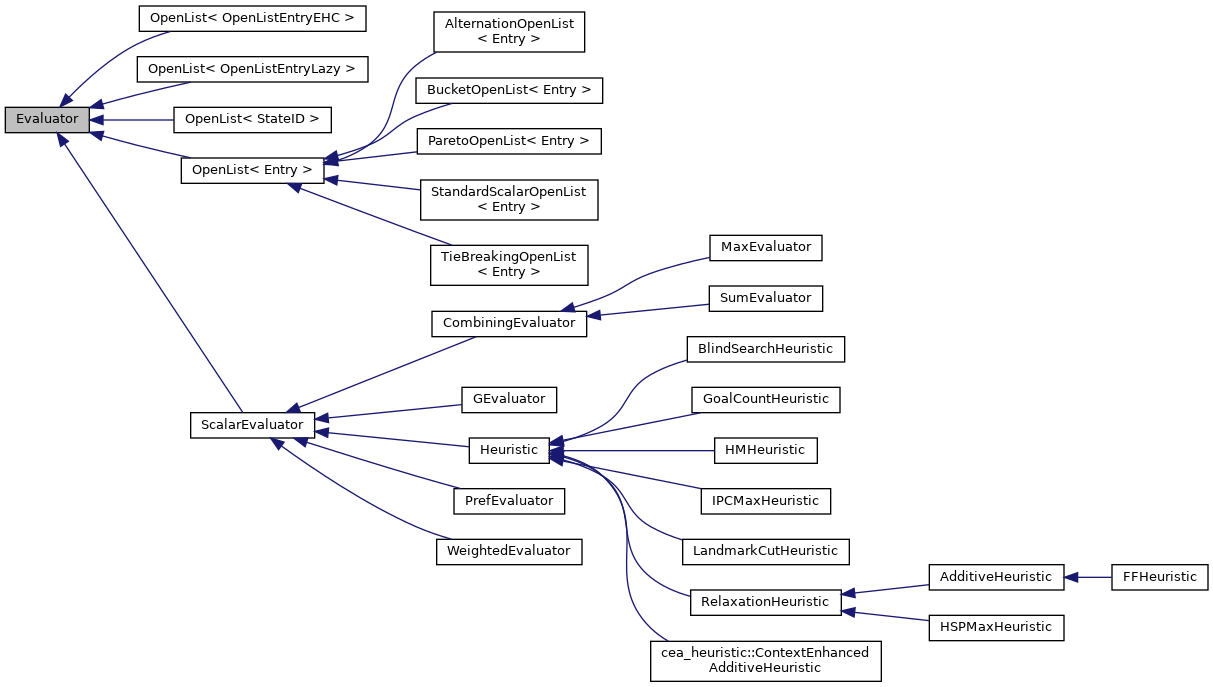 OpenList< OpenListEntryEHC >
OpenList< OpenListEntryLazy >
Evaluator
OpenList< StateID >
OpenList< Entry >
AlternationOpenList
< Entry >
BucketOpenList< Entry >
ParetoOpenList< Entry >
StandardScalarOpenList
< Entry >
TieBreakingOpenList
< Entry >
ScalarEvaluator
CombiningEvaluator
MaxEvaluator
SumEvaluator
GEvaluator
Heuristic
PrefEvaluator
WeightedEvaluator
BlindSearchHeuristic
GoalCountHeuristic
HMHeuristic
IPCMaxHeuristic
LandmarkCutHeuristic
RelaxationHeuristic
cea_heuristic::ContextEnhanced
AdditiveHeuristic
AdditiveHeuristic
HSPMaxHeuristic
FFHeuristic